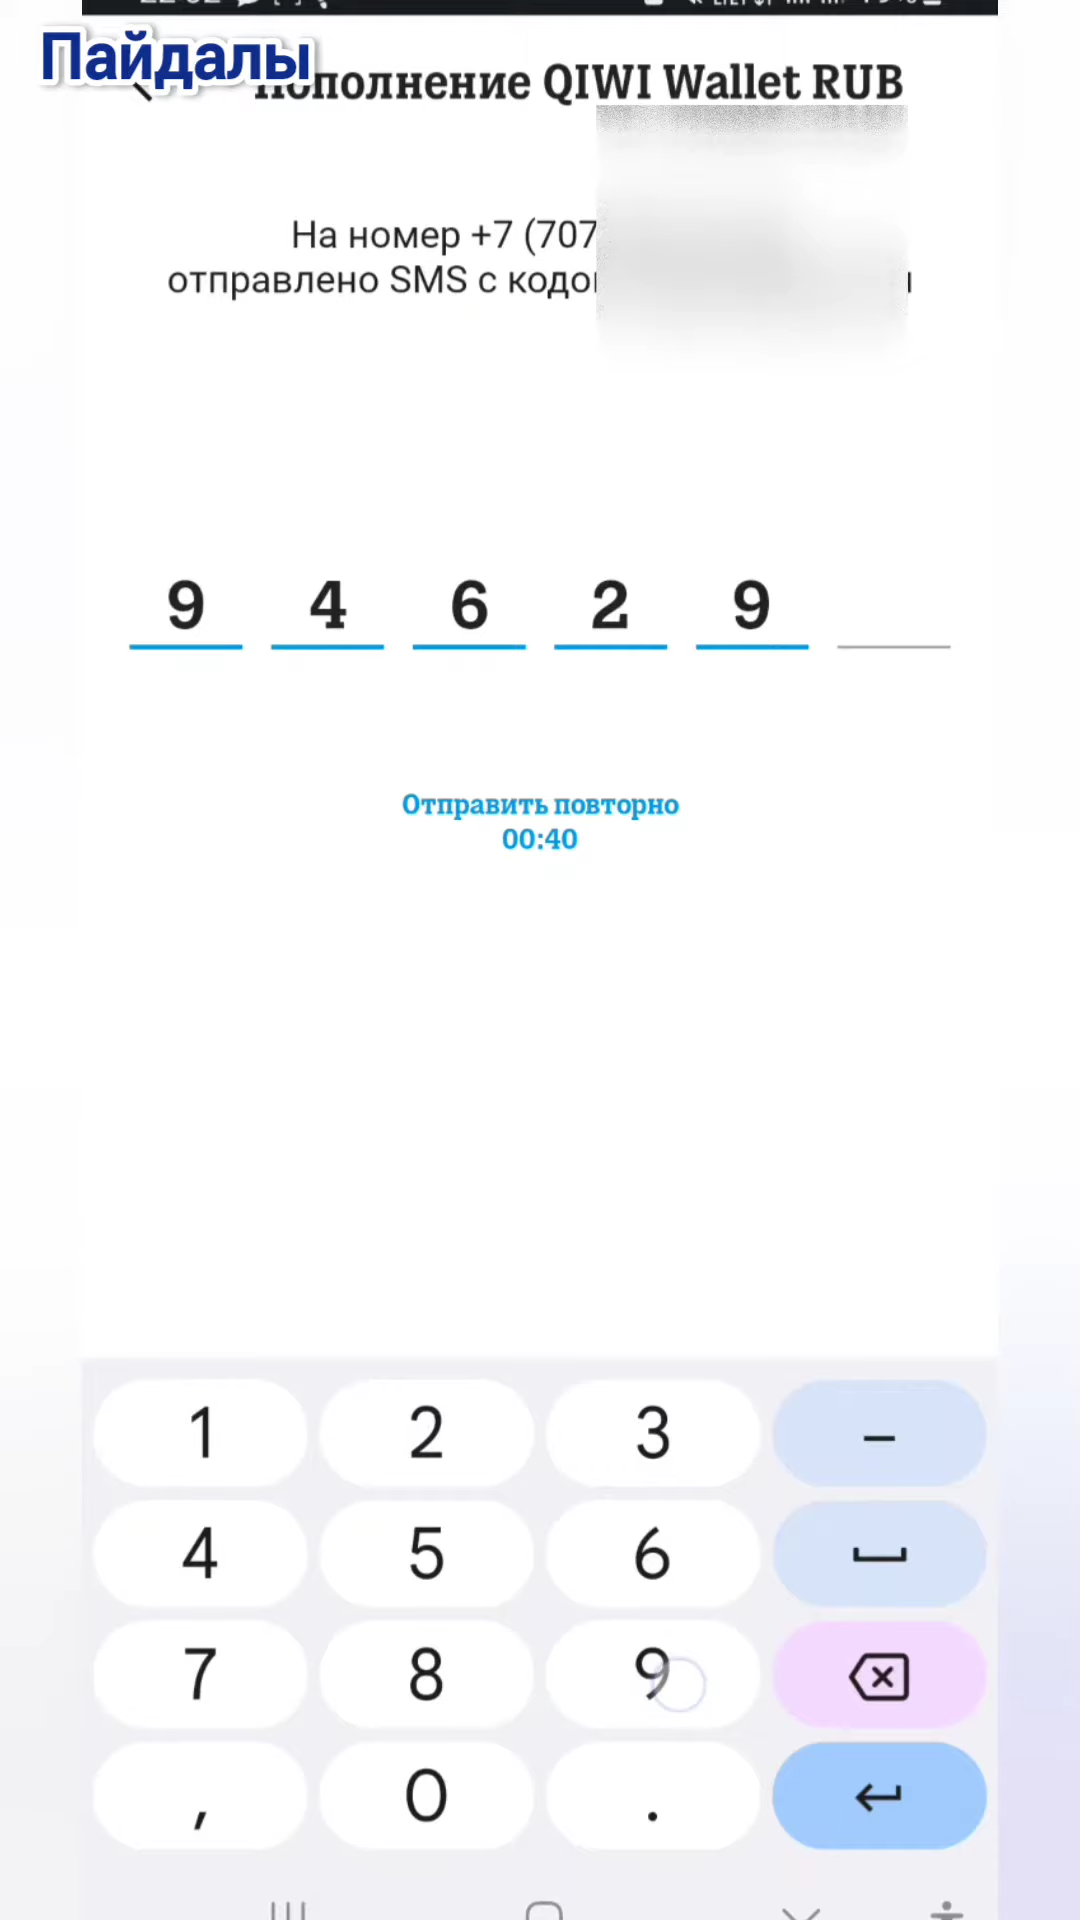 Пайдалы
пополнение QIWI Wallet RUB
На номер +7 (707
отправлено SMS с кодо
9 4 6 2 9
Отправить повторно
00:40
1 2 3 –
4 5 6
7 8 9
, 0 .